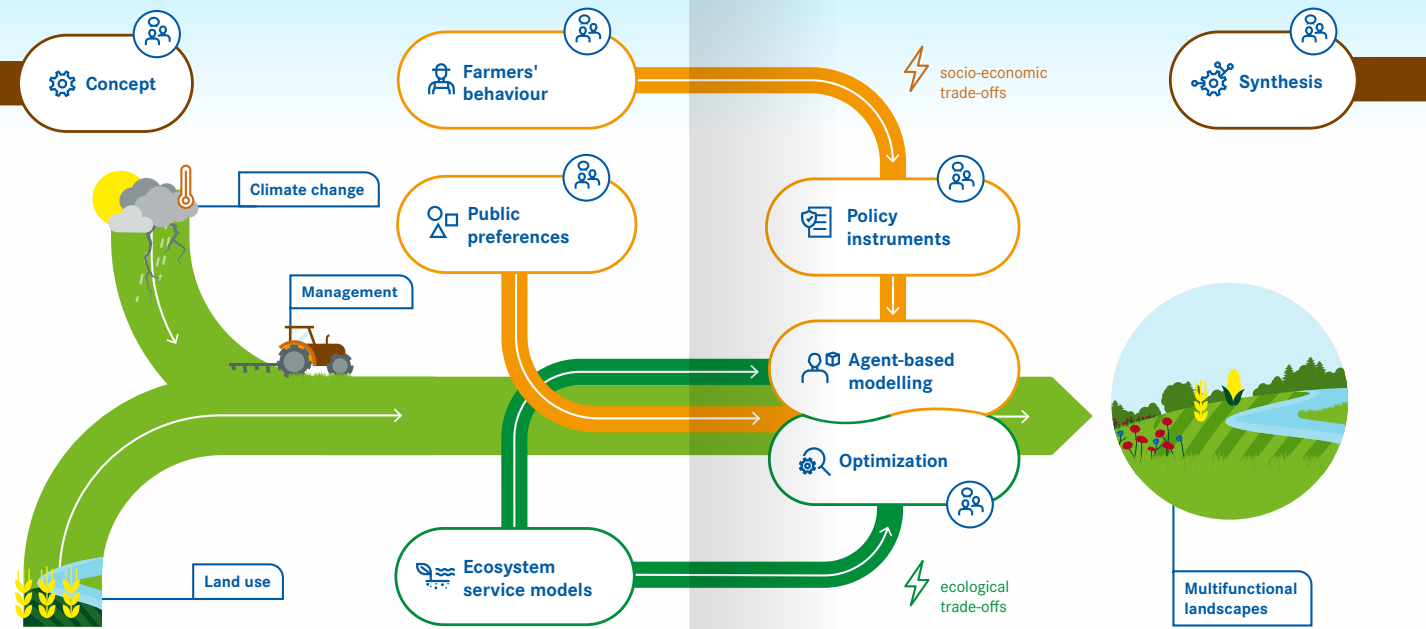 Concept
Farmers'
behaviour
socio-economic
trade-offs
Synthesis
Climate change
Public
preferences
Policy
instruments
Management
Agent-based
modelling
Optimization
Ecosystem
service models
Land use
ecological
trade-offs
Multifunctional
landscapes